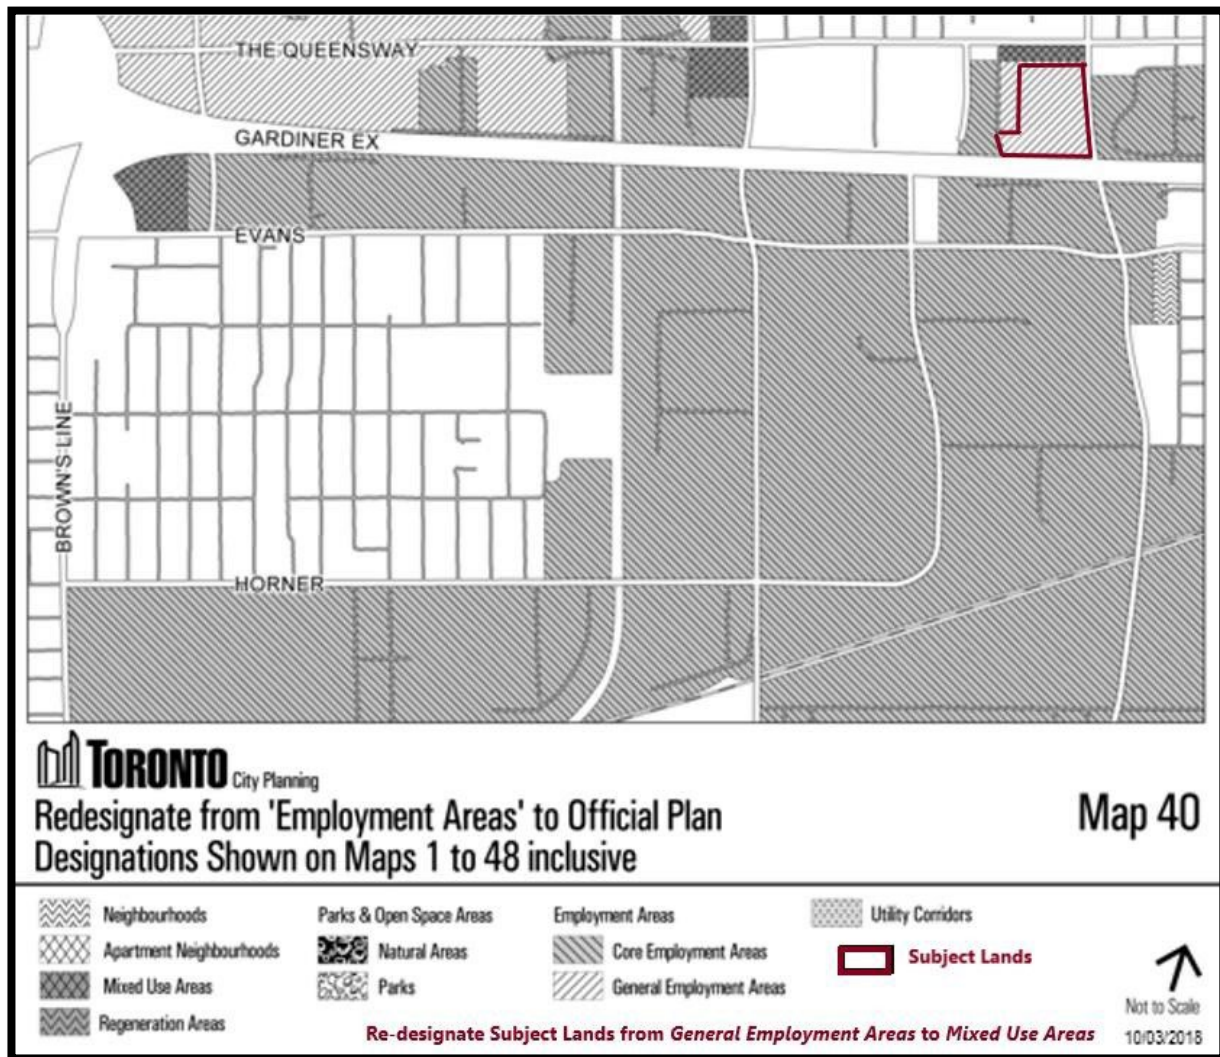 THE QUEENSWAY
GARDINER EX
EVANS
BROWN'S LINE
HORNER
TORONTO City Planning
Redesignate from 'Employment Areas' to Official Plan
Designations Shown on Maps 1 to 48 inclusive
Map 40
Neighbourhoods
Apartment Neighbourhoods
Mixed Use Areas
Regeneration Areas
Parks & Open Space Areas
Natural Areas
Parks
Employment Areas
Core Employment Areas
General Employment Areas
Utility Corridors
Subject Lands
Re-designate Subject Lands from General Employment Areas to Mixed Use Areas
Not to Scale
10/03/2018